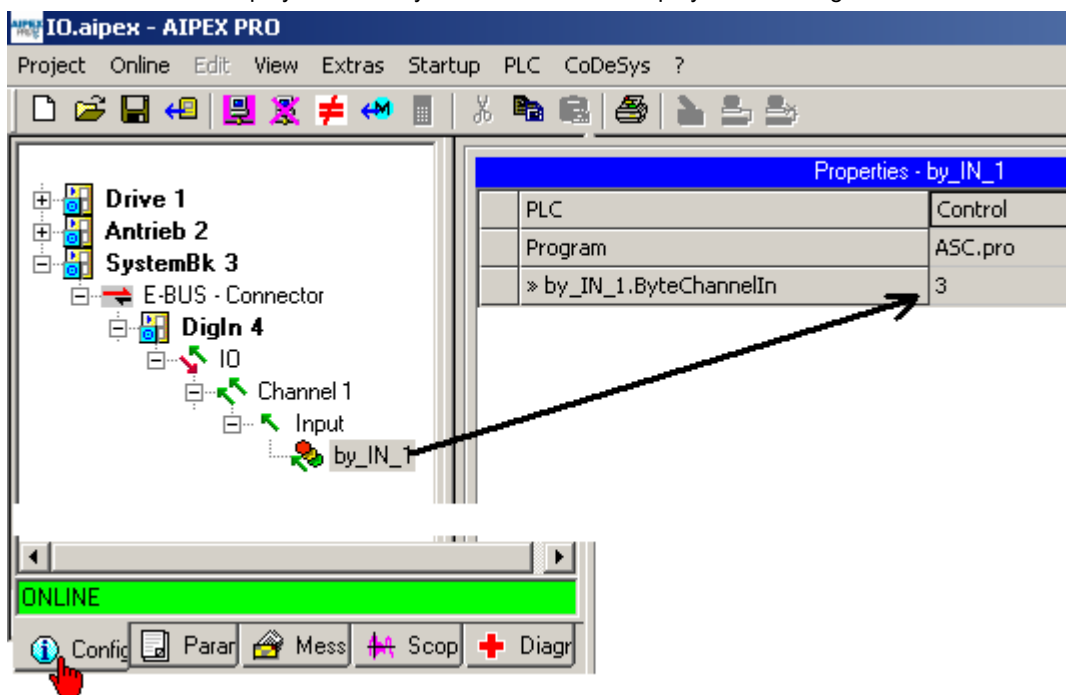 IO.aipex - AIPEX PRO
Project Online Edit View Extras Startup PLC CoDeSys ?
Properties - by_IN_1
PLC Control
Program ASC.pro
» by_IN_1.ByteChannelIn 3
Drive 1
Antrieb 2
SystemBk 3
E-BUS - Connector
DigIn 4
IO
Channel 1
Input
by_IN_1
ONLINE
Config Parar Mess Scop Diagr